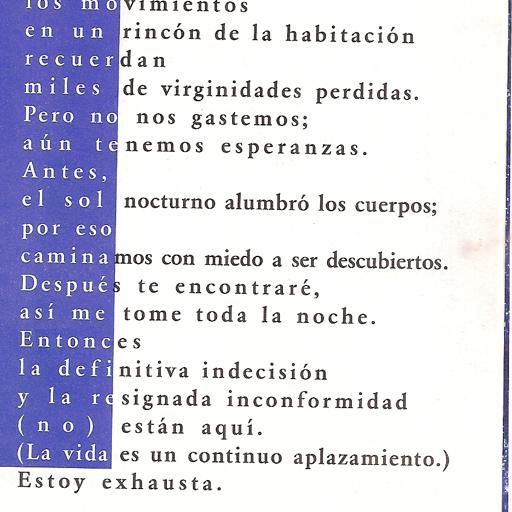 los movimientos
en un rincón de la habitación
recuerdan
miles de virginidades perdidas.
Pero no nos gastemos;
aún tenemos esperanzas.
Antes,
el sol nocturno alumbró los cuerpos;
por eso
caminamos con miedo a ser descubiertos.
Después te encontraré,
así me tome toda la noche.
Entonces
la definitiva indecisión
y la resignada inconformidad
(no) están aquí.
(La vida es un continuo aplazamiento.)
Estoy exhausta.